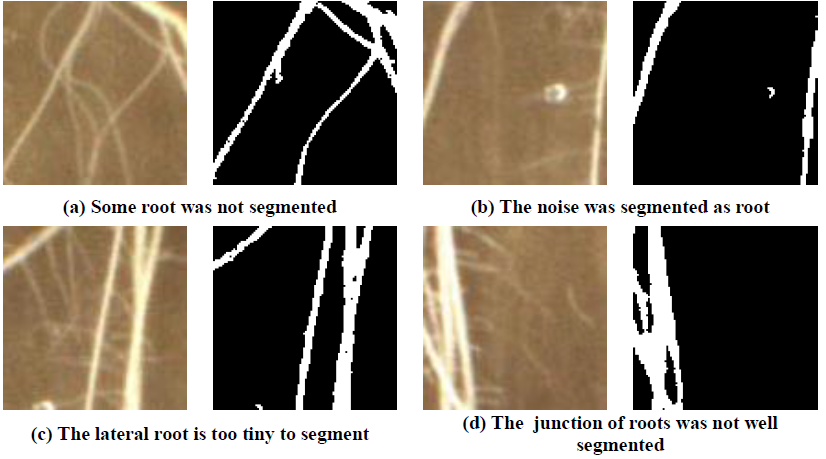 (a) Some root was not segmented
(b) The noise was segmented as root
(c) The lateral root is too tiny to segment
(d) The junction of roots was not well
segmented